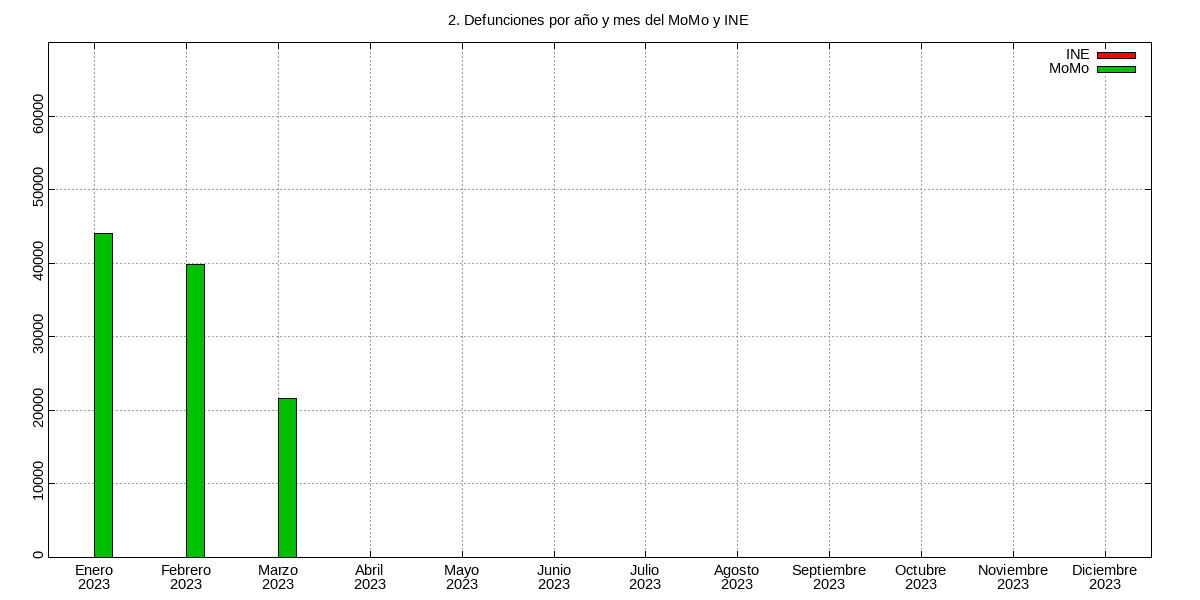 2. Defunciones por año y mes del MoMo y INE
INE
MoMo
60000
50000
40000
30000
20000
10000
0
Enero Febrero Marzo Abril Mayo Junio Julio Agosto Septiembre Octubre Noviembre Diciembre
2023 2023 2023 2023 2023 2023 2023 2023 2023 2023 2023 2023